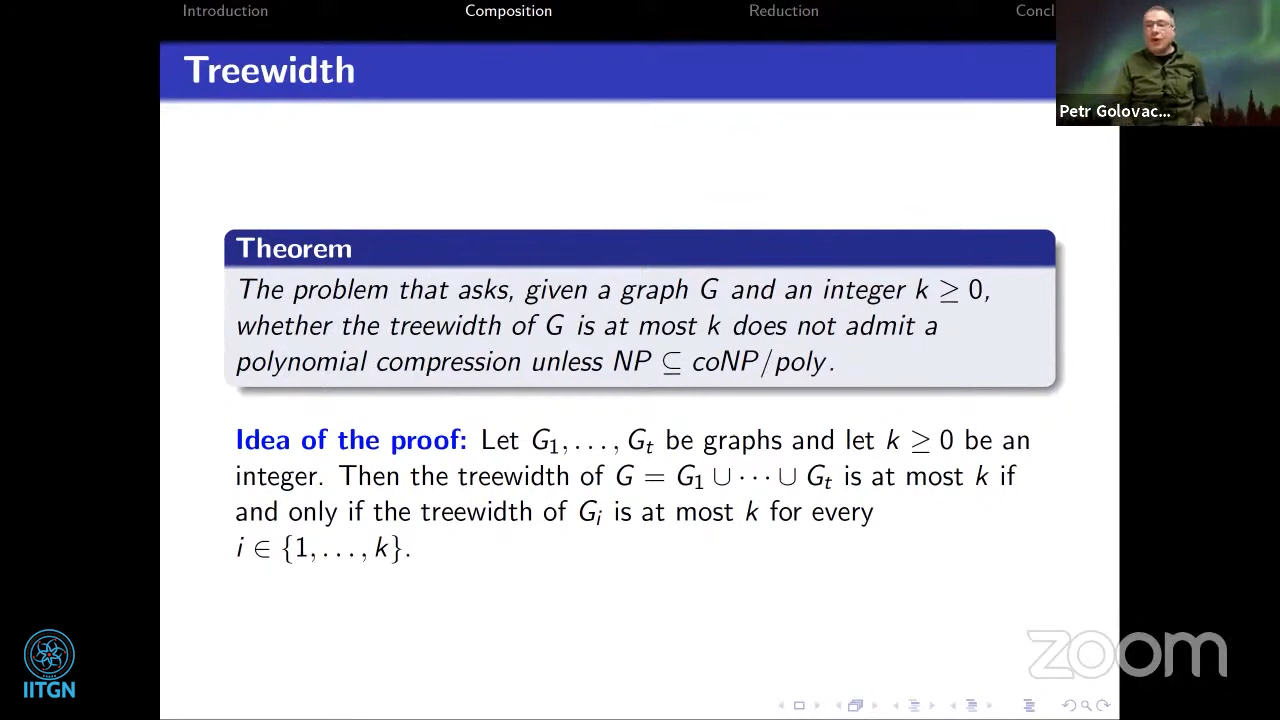 Introduction
Composition
Reduction
Concl
Treewidth
Petr Golovac...
Theorem
The problem that asks, given a graph G and an integer k ≥ 0,
whether the treewidth of G is at most k does not admit a
polynomial compression unless NP ⊆ coNP/poly.
Idea of the proof: Let G₁, . . . , Gₜ be graphs and let k ≥ 0 be an
integer. Then the treewidth of G = G₁ ∪ · · · ∪ Gₜ is at most k if
and only if the treewidth of Gᵢ is at most k for every
i ∈ {1, . . . , k}.
IITGN
zoom